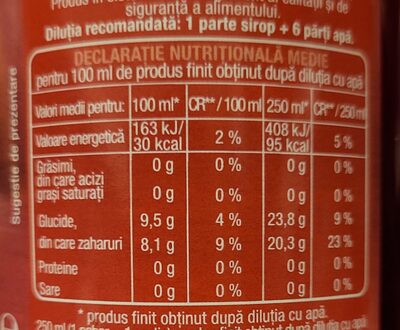 siguranță a alimentului.
Diluția recomandată: 1 parte sirop + 6 părți apă.
DECLARAȚIE NUTRIȚIONALĂ MEDIE
pentru 100 ml de produs finit obținut după diluția cu apă
Valori medii pentru: 100 ml* CR**/ 100 ml 250 ml* CR**/ 250 ml
Valoare energetică 163 kJ/ 30 kcal 2 % 408 kJ/ 95 kcal 5 %
Grăsimi, 0 g 0 % 0 g 0 %
din care acizi
grași saturați 0 g 0 % 0 g 0 %
Glucide, 9,5 g 4 % 23,8 g 9 %
din care zaharuri 8,1 g 9 % 20,3 g 23 %
Proteine 0 g 0 % 0 g 0 %
Sare 0 g 0 % 0 g 0 %
* produs finit obținut după diluția cu apă.
Sugestie de prezentare